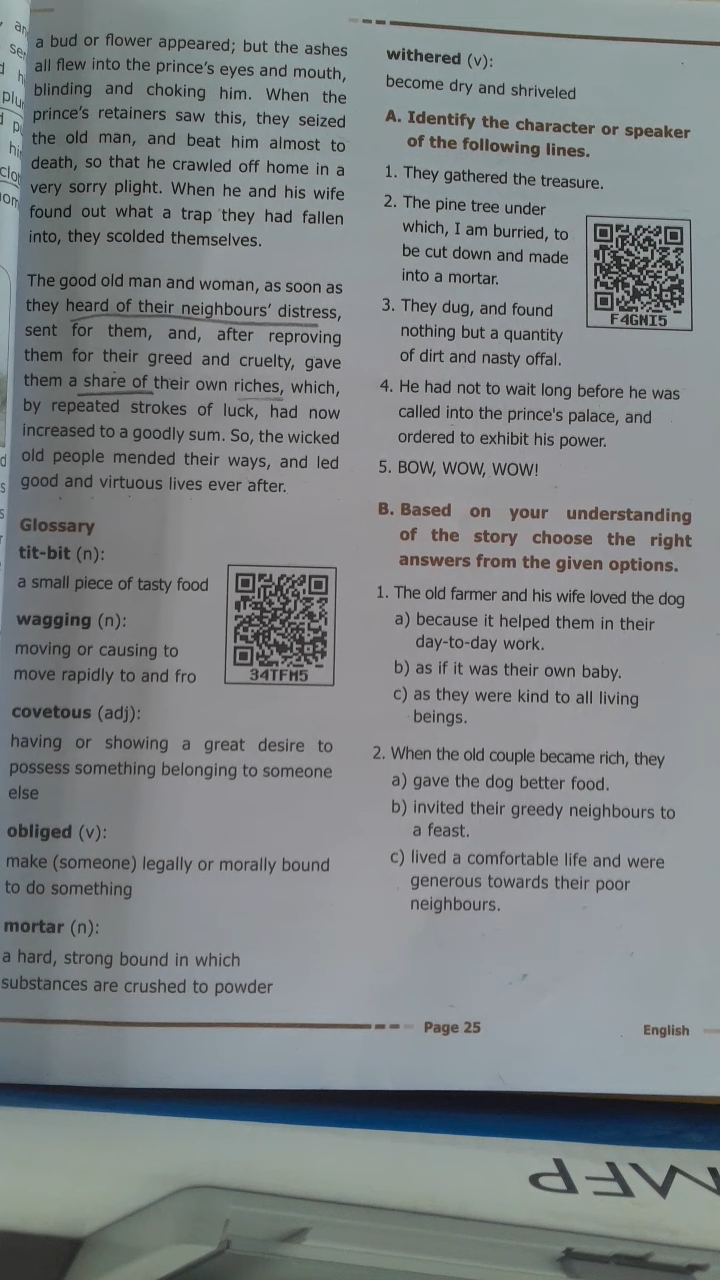 an
se
d h
plu
d p
hi
clo
om
d
s
s
r
a bud or flower appeared; but the ashes
all flew into the prince's eyes and mouth,
blinding and choking him. When the
prince's retainers saw this, they seized
the old man, and beat him almost to
death, so that he crawled off home in a
very sorry plight. When he and his wife
found out what a trap they had fallen
into, they scolded themselves.
The good old man and woman, as soon as
they heard of their neighbours' distress,
sent for them, and, after reproving
them for their greed and cruelty, gave
them a share of their own riches, which,
by repeated strokes of luck, had now
increased to a goodly sum. So, the wicked
old people mended their ways, and led
good and virtuous lives ever after.
Glossary
tit-bit (n):
a small piece of tasty food
wagging (n):
moving or causing to
move rapidly to and fro
34TFM5
covetous (adj):
having or showing a great desire to
possess something belonging to someone
else
obliged (v):
make (someone) legally or morally bound
to do something
mortar (n):
a hard, strong bound in which
substances are crushed to powder
withered (v):
become dry and shriveled
A. Identify the character or speaker
of the following lines.
1. They gathered the treasure.
2. The pine tree under
which, I am burried, to
be cut down and made
into a mortar.
F4GNI5
3. They dug, and found
nothing but a quantity
of dirt and nasty offal.
4. He had not to wait long before he was
called into the prince's palace, and
ordered to exhibit his power.
5. BOW, WOW, WOW!
B. Based on your understanding
of the story choose the right
answers from the given options.
1. The old farmer and his wife loved the dog
a) because it helped them in their
day-to-day work.
b) as if it was their own baby.
c) as they were kind to all living
beings.
2. When the old couple became rich, they
a) gave the dog better food.
b) invited their greedy neighbours to
a feast.
c) lived a comfortable life and were
generous towards their poor
neighbours.
Page 25
English
MFP